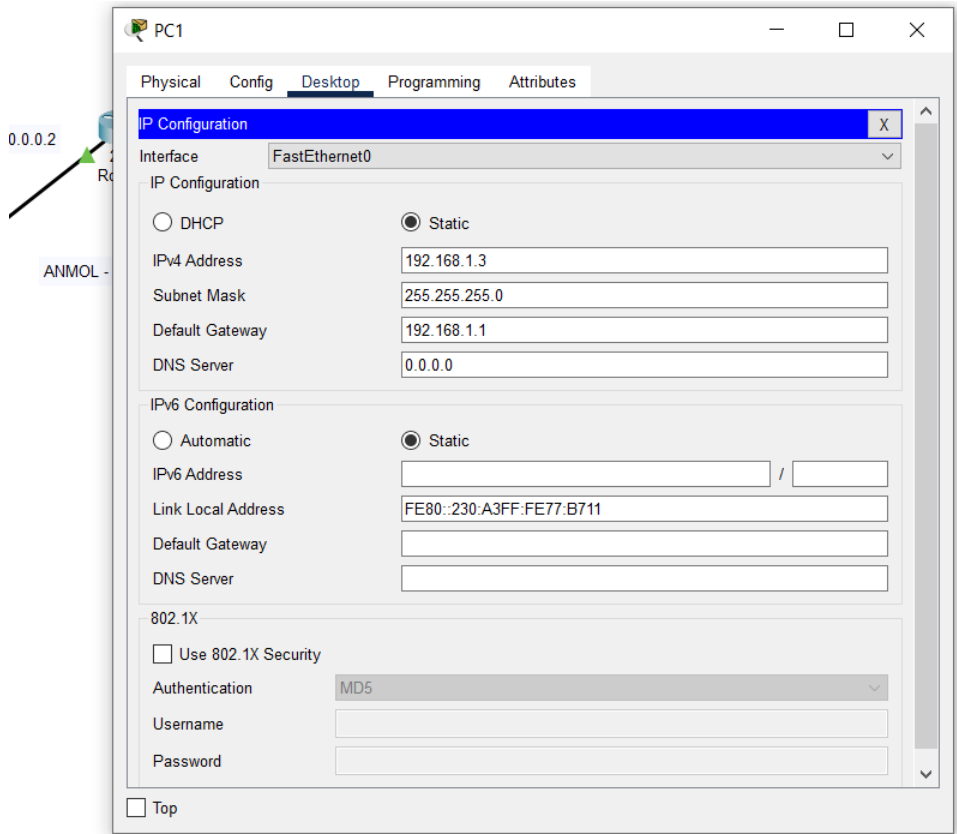 PC1
Physical Config Desktop Programming Attributes
IP Configuration X
Interface FastEthernet0
IP Configuration
DHCP Static
IPv4 Address 192.168.1.3
Subnet Mask 255.255.255.0
Default Gateway 192.168.1.1
DNS Server 0.0.0.0
IPv6 Configuration
Automatic Static
IPv6 Address /
Link Local Address FE80::230:A3FF:FE77:B711
Default Gateway
DNS Server
802.1X
Use 802.1X Security
Authentication MD5
Username
Password
Top
0.0.0.2
ANMOL -